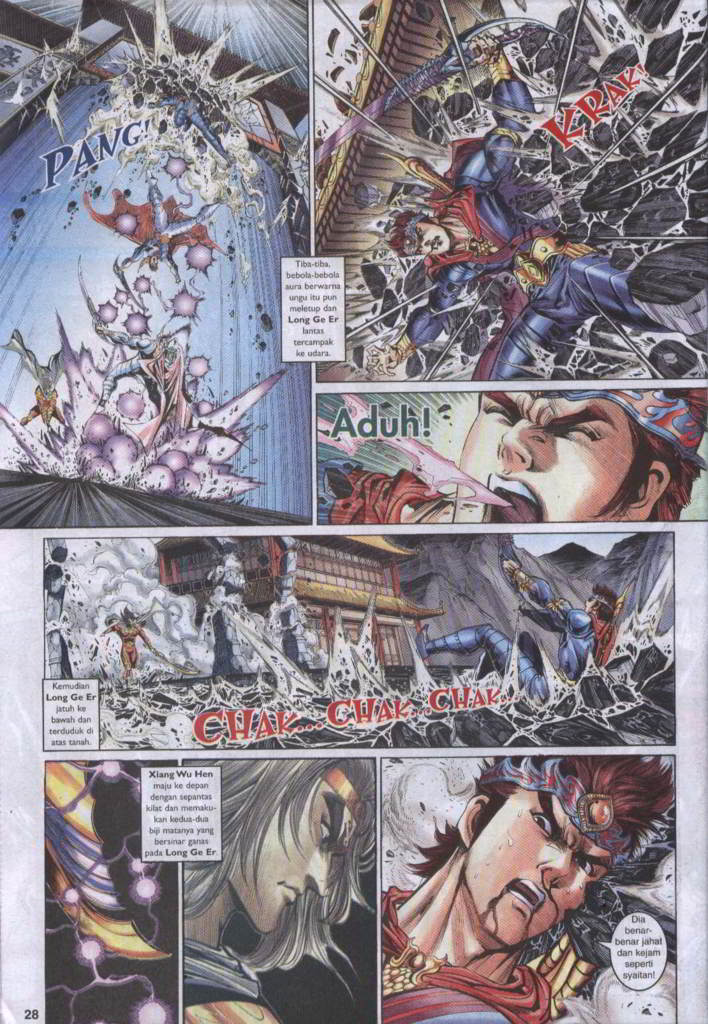 PANG!
KRAK!
Tiba-tiba,
bebola-bebola
aura berwarna
ungu itu pun
meletup dan
Long Ge Er
lantas
tercampak
ke udara.
Aduh!
Kemudian
Long Ge Er
jatuh ke
bawah dan
terduduk di
atas tanah.
CHAK...CHAK...CHAK...
Xiang Wu Hen
maju ke depan
dengan sepantas
kilat dan memaku-
kan kedua-dua
biji matanya yang
bersinar ganas
pada Long Ge Er.
Dia
benar-
benar jahat
dan kejam
seperti
syaitan!
28